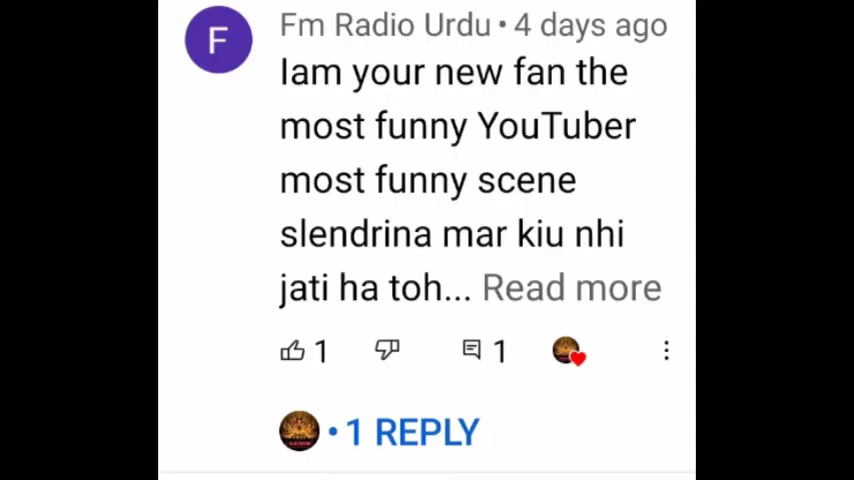 F
Fm Radio Urdu • 4 days ago
Iam your new fan the
most funny YouTuber
most funny scene
slendrina mar kiu nhi
jati ha toh... Read more
1
1
• 1 REPLY